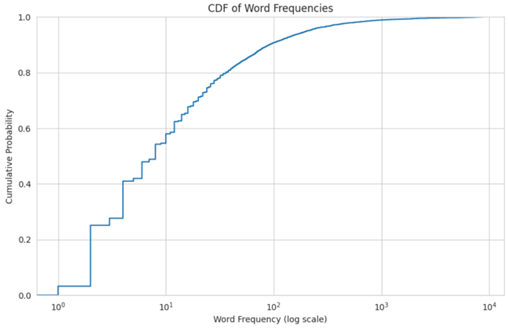 CDF of Word Frequencies
Cumulative Probability
1.0
0.8
0.6
0.4
0.2
0.0
10⁰ 10¹ 10² 10³ 10⁴
Word Frequency (log scale)